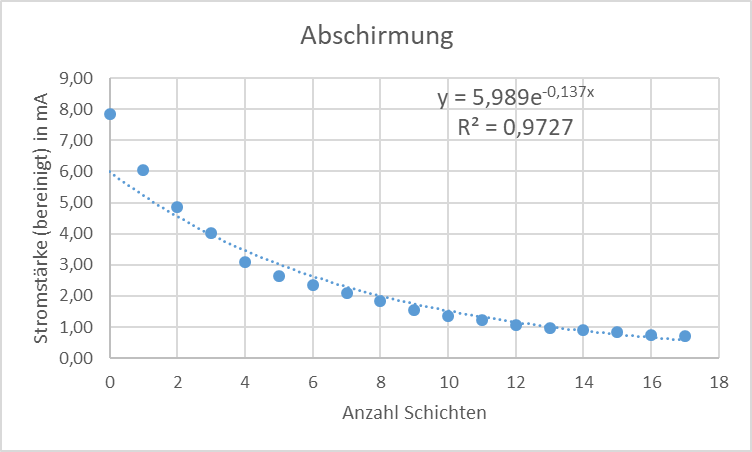 Abschirmung
y = 5,989e^-0,137x
R² = 0,9727
Stromstärke (bereinigt) in mA
9,00
8,00
7,00
6,00
5,00
4,00
3,00
2,00
1,00
0,00
0 2 4 6 8 10 12 14 16 18
Anzahl Schichten